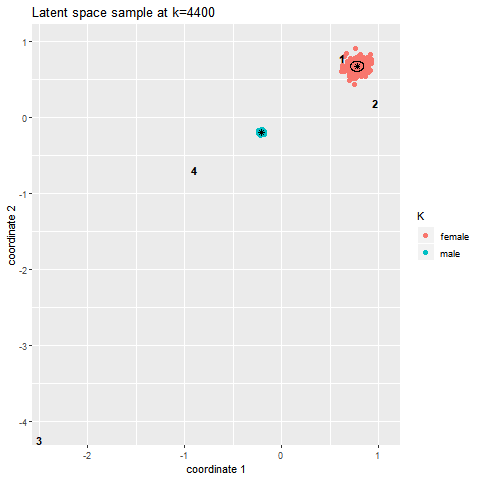 Latent space sample at k=4400
1
1
2
0
4
-1
-2
-3
-4
3
coordinate 2
-2
-1
0
1
coordinate 1
K
female
male